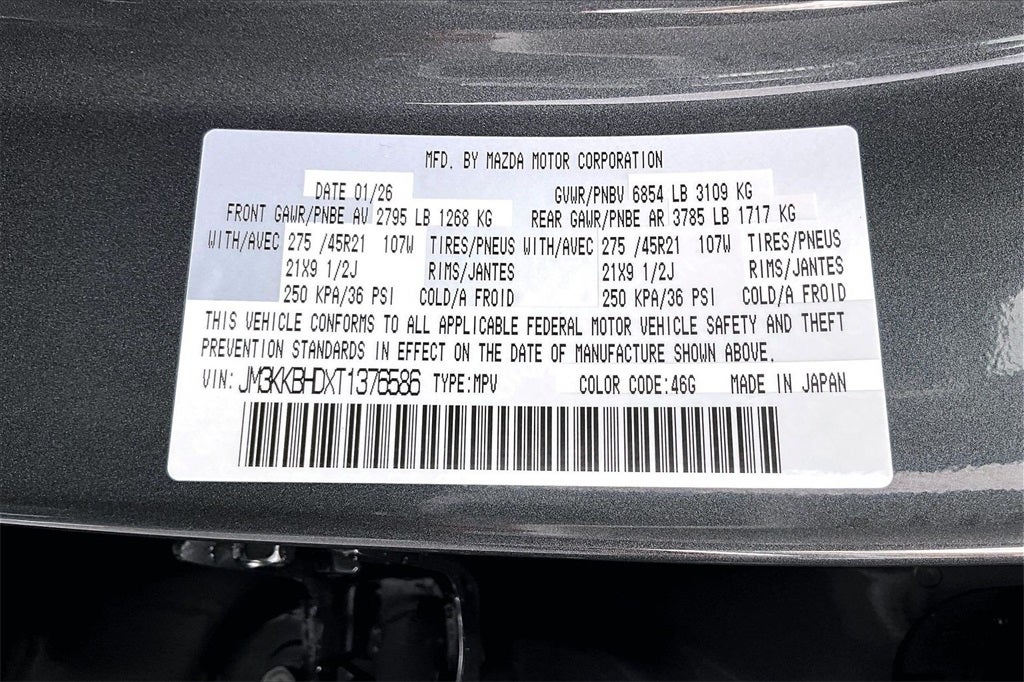 MFD. BY MAZDA MOTOR CORPORATION
DATE 01/26 GVWR/PNBV 6854 LB 3109 KG
FRONT GAWR/PNBE AV 2795 LB 1268 KG REAR GAWR/PNBE AR 3785 LB 1717 KG
WITH/AVEC 275 /45R21 107W TIRES/PNEUS WITH/AVEC 275 /45R21 107W TIRES/PNEUS
21X9 1/2J RIMS/JANTES 21X9 1/2J RIMS/JANTES
250 KPA/36 PSI COLD/A FROID 250 KPA/36 PSI COLD/A FROID
THIS VEHICLE CONFORMS TO ALL APPLICABLE FEDERAL MOTOR VEHICLE SAFETY AND THEFT
PREVENTION STANDARDS IN EFFECT ON THE DATE OF MANUFACTURE SHOWN ABOVE.
VIN: JM3KKBHDXT1376586 TYPE:MPV COLOR CODE:46G MADE IN JAPAN